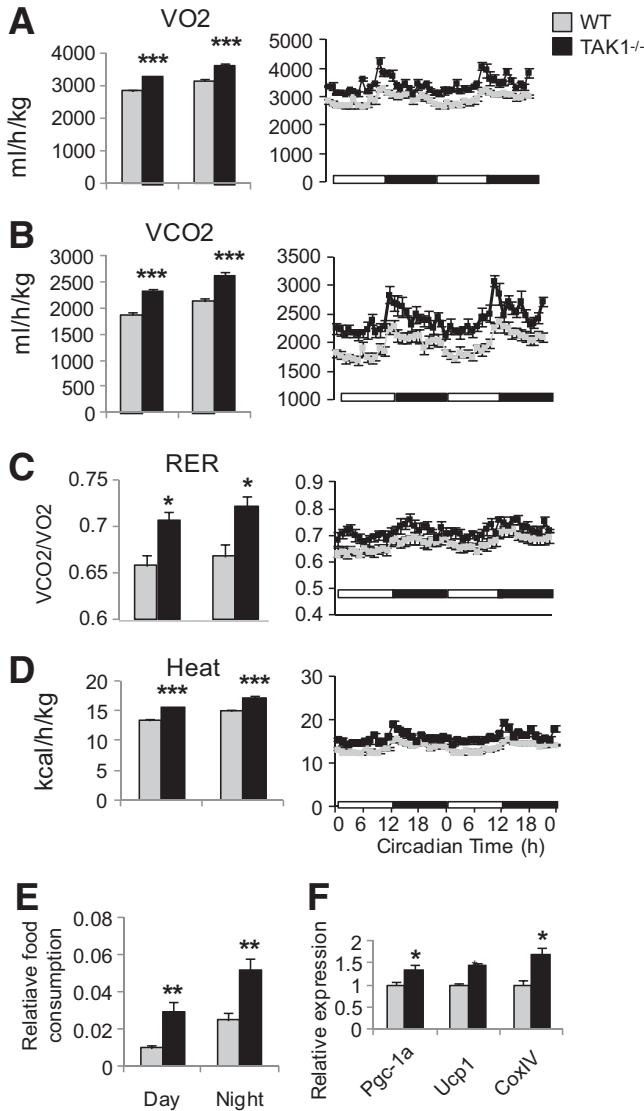 A
VO2
WT
TAK1-/-
ml/h/kg
4000
3000
2000
1000
0
***
***
5000
4000
3000
2000
1000
0
B
VCO2
ml/h/kg
3000
2500
2000
1500
1000
500
0
***
***
3500
3000
2500
2000
1500
1000
C
RER
VCO2/VO2
0.75
0.7
0.65
0.6
*
*
0.9
0.8
0.7
0.6
0.5
0.4
D
Heat
kcal/h/kg
20
15
10
5
0
***
***
30
20
10
0
0 6 12 18 0 6 12 18 0
Circadian Time (h)
E
Relatiave food
consumption
0.08
0.06
0.04
0.02
0
**
**
Day Night
F
Relative expression
2
1.5
1
0.5
0
*
*
*
Pgc-1a
Ucp1
CoxIV